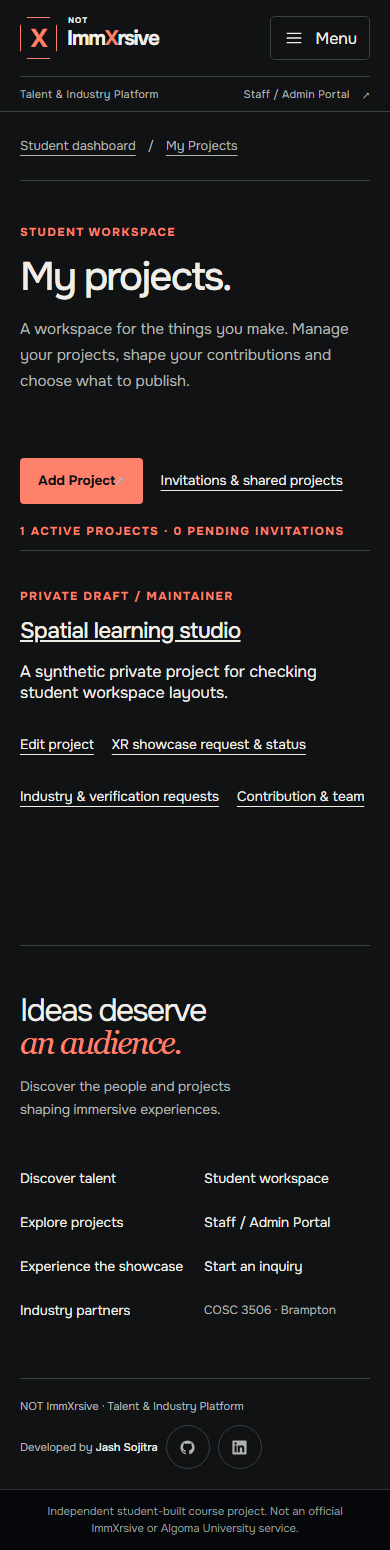 X
NOT
ImmXrsive
Menu
Talent & Industry Platform
Staff / Admin Portal ↗
Student dashboard / My Projects
STUDENT WORKSPACE
My projects.
A workspace for the things you make. Manage
your projects, shape your contributions and
choose what to publish.
Add Project↗
Invitations & shared projects
1 ACTIVE PROJECTS · 0 PENDING INVITATIONS
PRIVATE DRAFT / MAINTAINER
Spatial learning studio
A synthetic private project for checking
student workspace layouts.
Edit project
XR showcase request & status
Industry & verification requests
Contribution & team
Ideas deserve
an audience.
Discover the people and projects
shaping immersive experiences.
Discover talent
Student workspace
Explore projects
Staff / Admin Portal
Experience the showcase
Start an inquiry
Industry partners
COSC 3506 · Brampton
NOT ImmXrsive · Talent & Industry Platform
Developed by Jash Sojitra
in
Independent student-built course project. Not an official
ImmXrsive or Algoma University service.